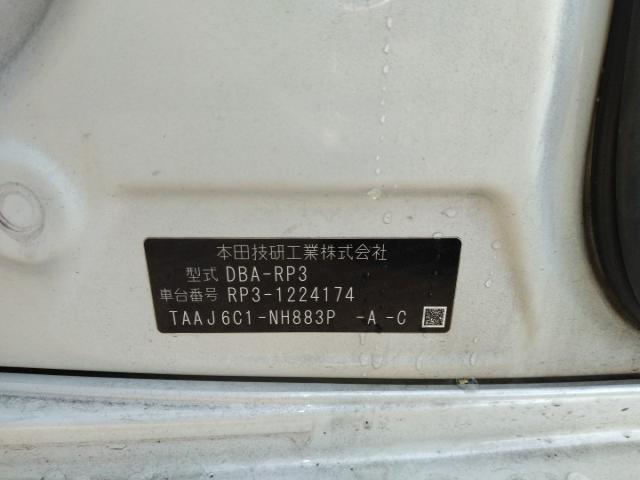 本田技研工業株式会社
型式 DBA-RP3
車台番号 RP3-1224174
TAAJ6C1-NH883P -A-C